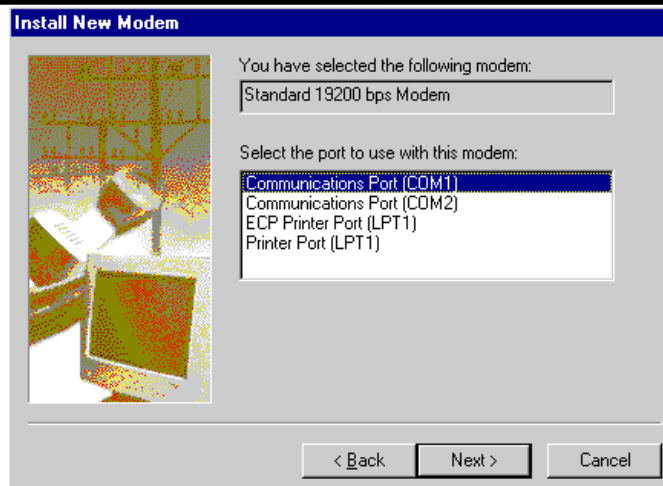 Install New Modem
You have selected the following modem:
Standard 19200 bps Modem
Select the port to use with this modem:
Communications Port (COM1)
Communications Port (COM2)
ECP Printer Port (LPT1)
Printer Port (LPT1)
< Back
Next >
Cancel